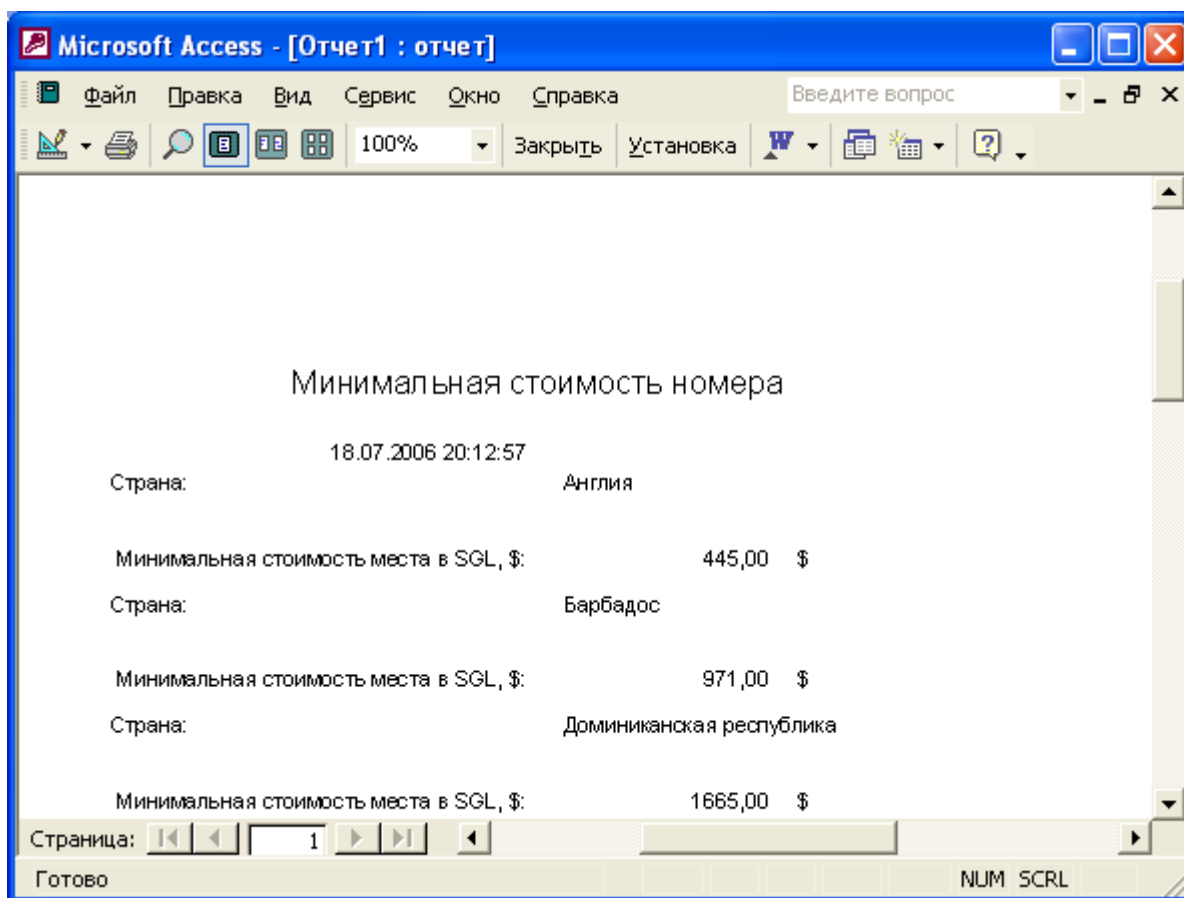 Microsoft Access - [Отчет1 : отчет]
Файл Правка Вид Сервис Окно Справка Введите вопрос
100% Закрыть Установка
Минимальная стоимость номера
18.07.2006 20:12:57
Страна: Англия
Минимальная стоимость места в SGL, $: 445,00 $
Страна: Барбадос
Минимальная стоимость места в SGL, $: 971,00 $
Страна: Доминиканская республика
Минимальная стоимость места в SGL, $: 1665,00 $
Страница: 1
Готово NUM SCRL